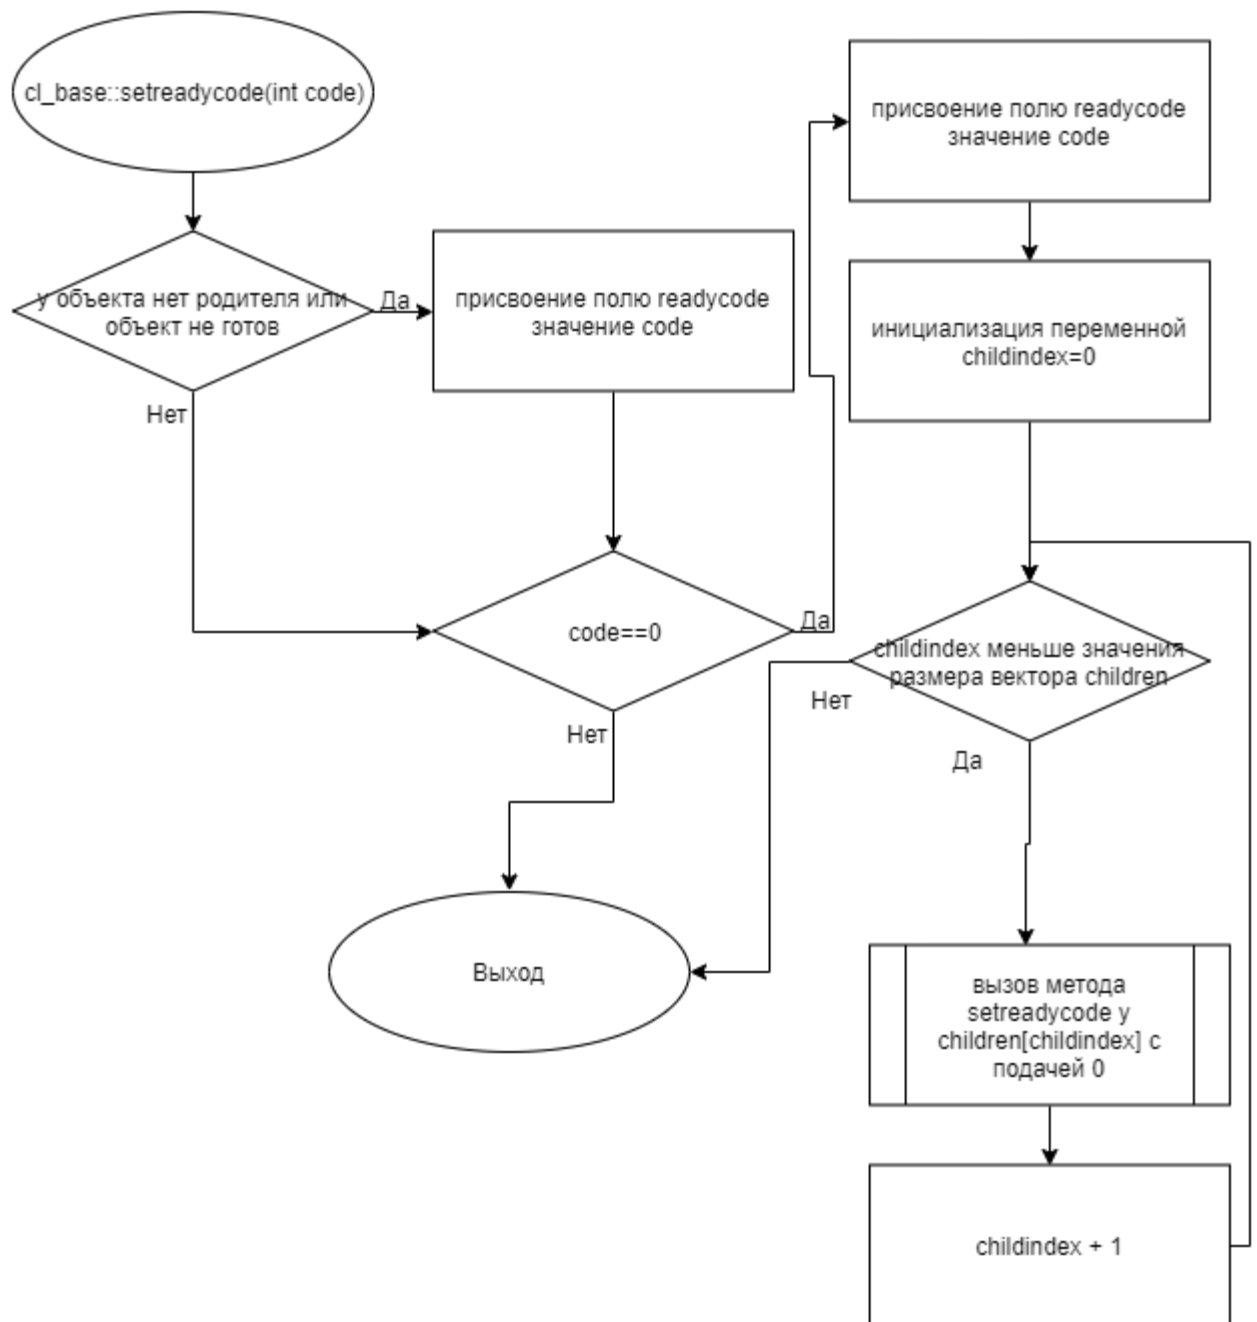 cl_base::setreadycode(int code)
у объекта нет родителя или
объект не готов
Да
Нет
присвоение полю readycode
значение code
code==0
Да
Нет
Выход
присвоение полю readycode
значение code
инициализация переменной
childindex=0
childindex меньше значения
размера вектора children
Нет
Да
вызов метода
setreadycode у
children[childindex] с
подачей 0
childindex + 1